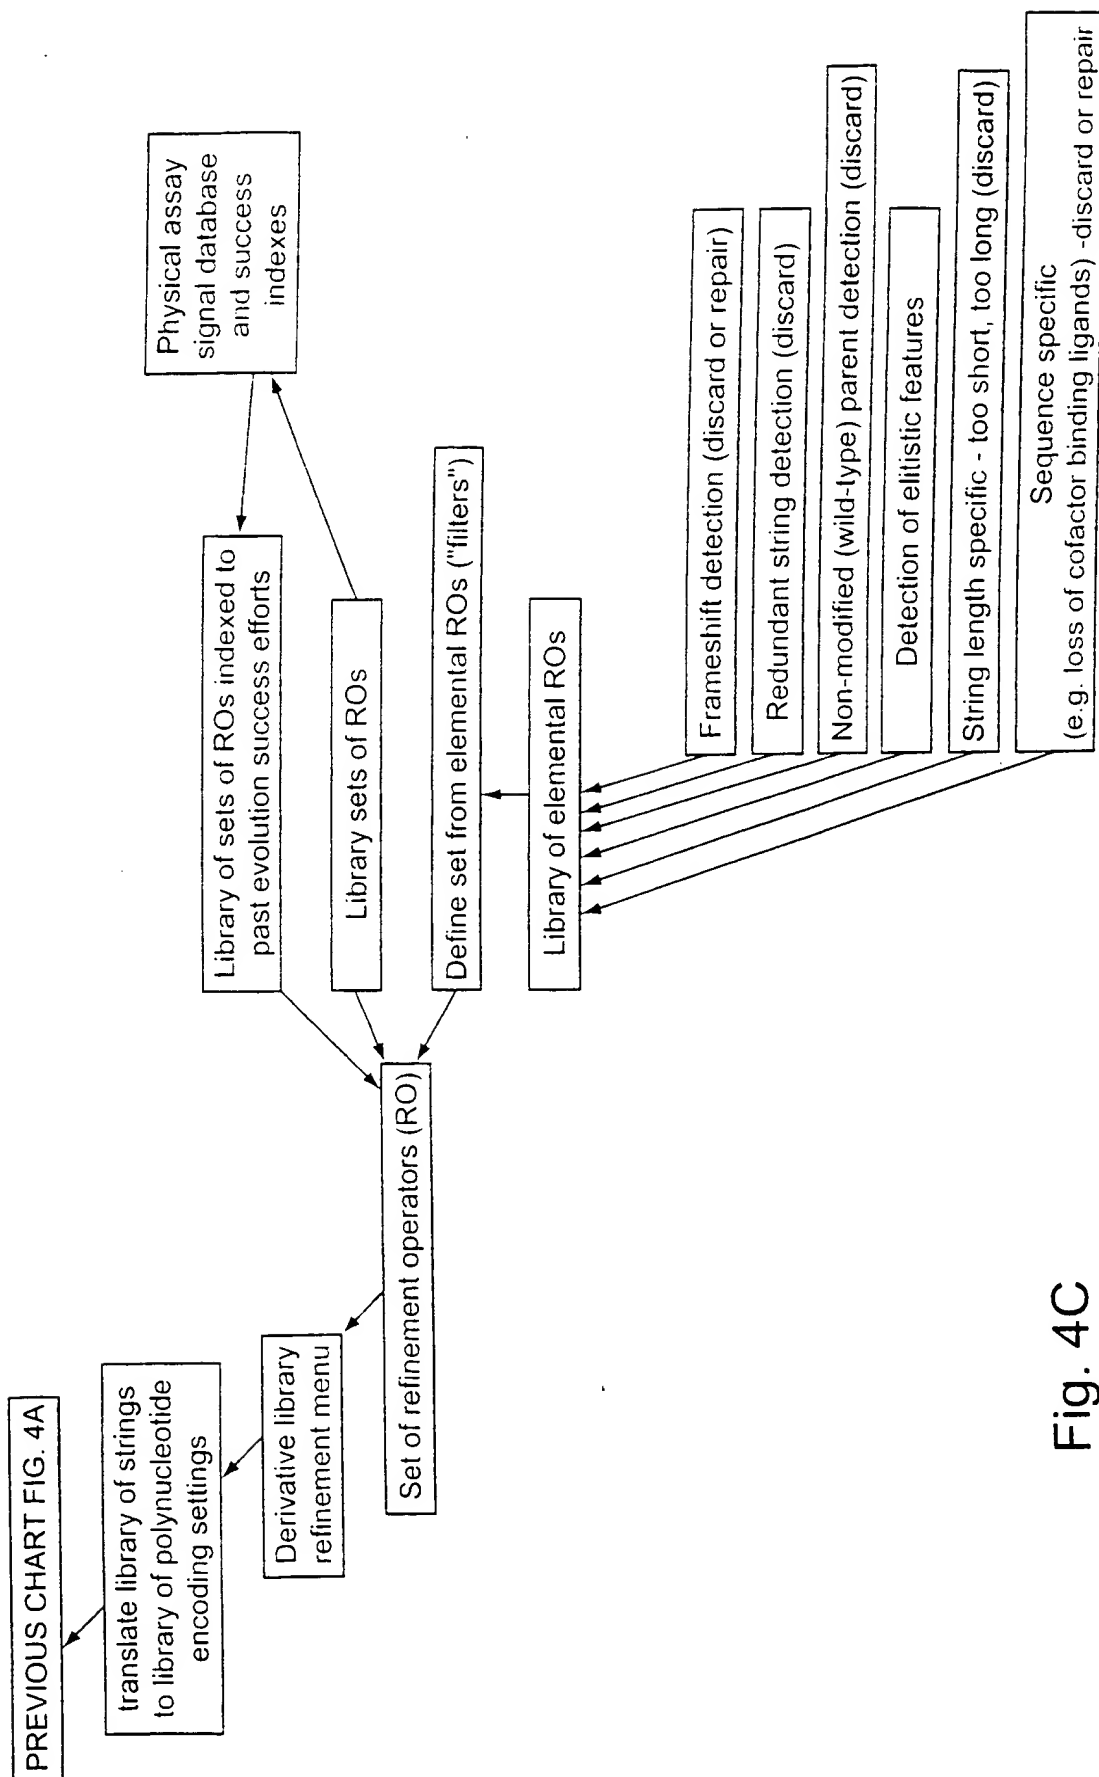 PREVIOUS CHART FIG. 4A
translate library of strings
to library of polynucleotide
encoding settings
Derivative library
refinement menu
Set of refinement operators (RO)
Library of sets of ROs indexed to
past evolution success efforts
Physical assay
signal database
and success
indexes
Library sets of ROs
Define set from elemental ROs ("filters")
Library of elemental ROs
Frameshift detection (discard or repair)
Redundant string detection (discard)
Non-modified (wild-type) parent detection (discard)
Detection of elitistic features
String length specific - too short, too long (discard)
Sequence specific
(e.g. loss of cofactor binding ligands) -discard or repair
Fig. 4C